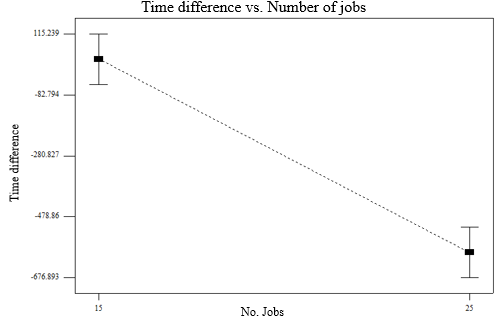 Time difference vs. Number of jobs
115.239
-82.794
-280.827
-478.86
-676.893
Time difference
15
25
No. Jobs